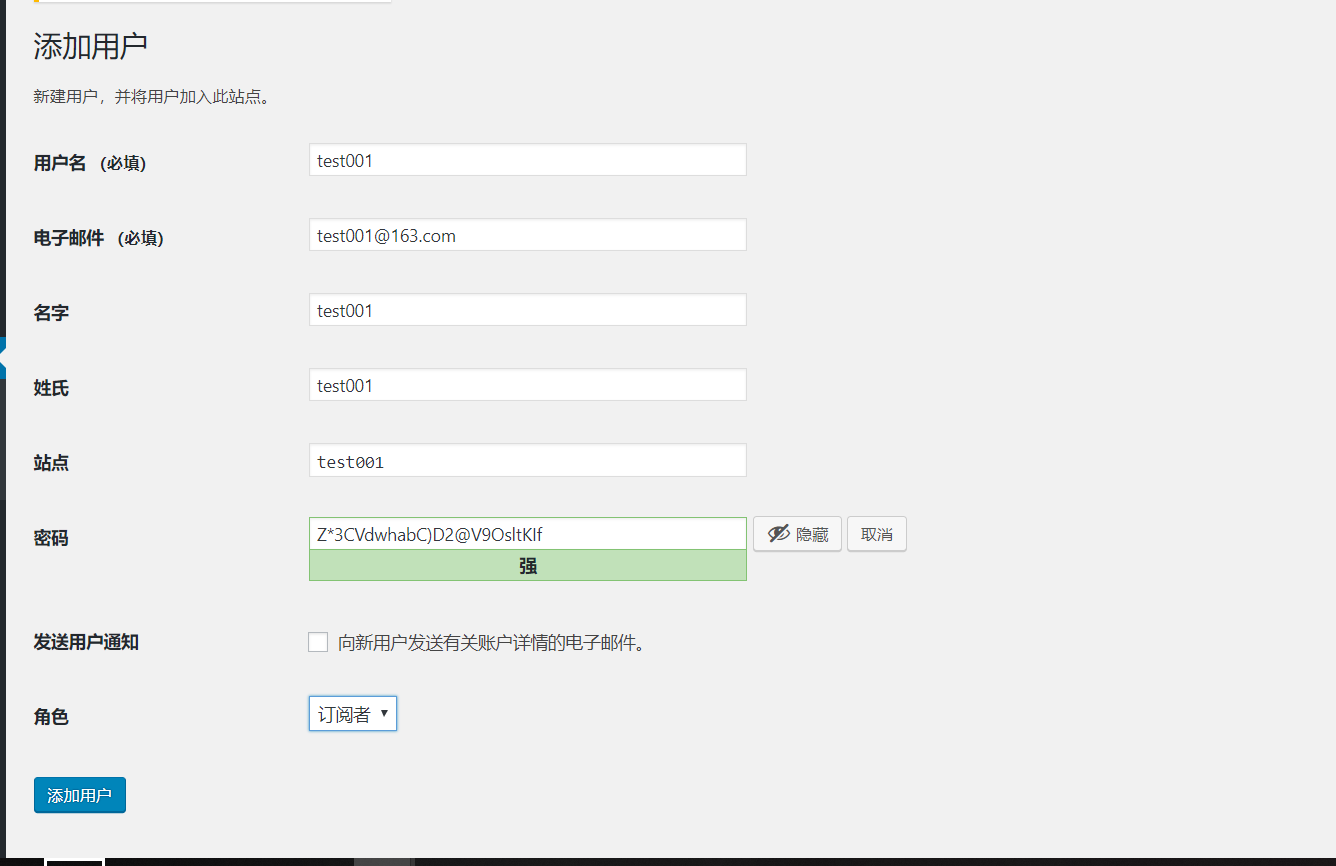 添加用户
新建用户，并将用户加入此站点。
用户名 (必填) test001
电子邮件 (必填) test001@163.com
名字 test001
姓氏 test001
站点 test001
密码 Z*3CVdwhabC)D2@V9OsltKIf 隐藏 取消
强
发送用户通知 向新用户发送有关账户详情的电子邮件。
角色 订阅者
添加用户